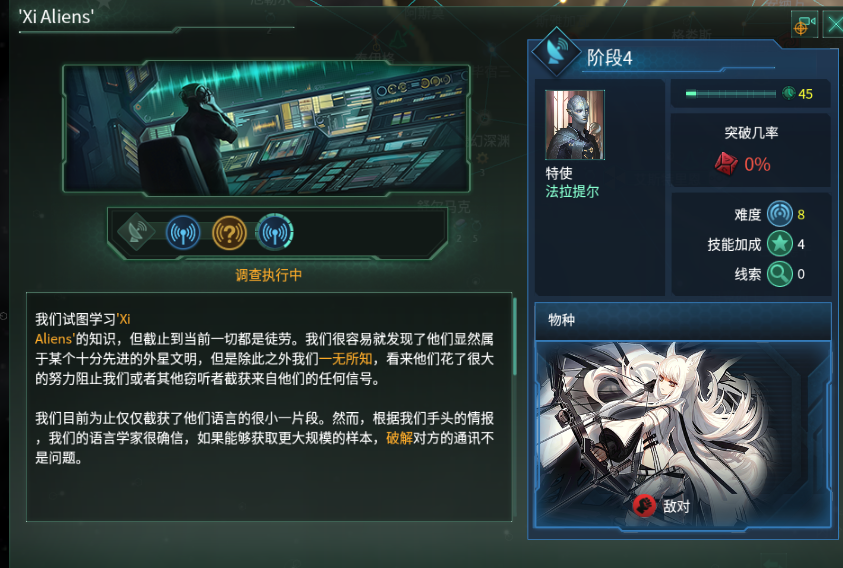 'Xi Aliens'
阶段4
45
特使
法拉提尔
突破几率
0%
难度 8
技能加成 4
线索 0
调查执行中
我们试图学习'Xi
Aliens'的知识，但截止到当前一切都是徒劳。我们很容易就发现了他们显然属
于某个十分先进的外星文明，但是除此之外我们一无所知，看来他们花了很大
的努力阻止我们或者其他窃听者截获来自他们的任何信号。
我们目前为止仅仅截获了他们语言的很小一片段。然而，根据我们手头的情报
，我们的语言学家很确信，如果能够获取更大规模的样本，破解对方的通讯不
是问题。
物种
敌对